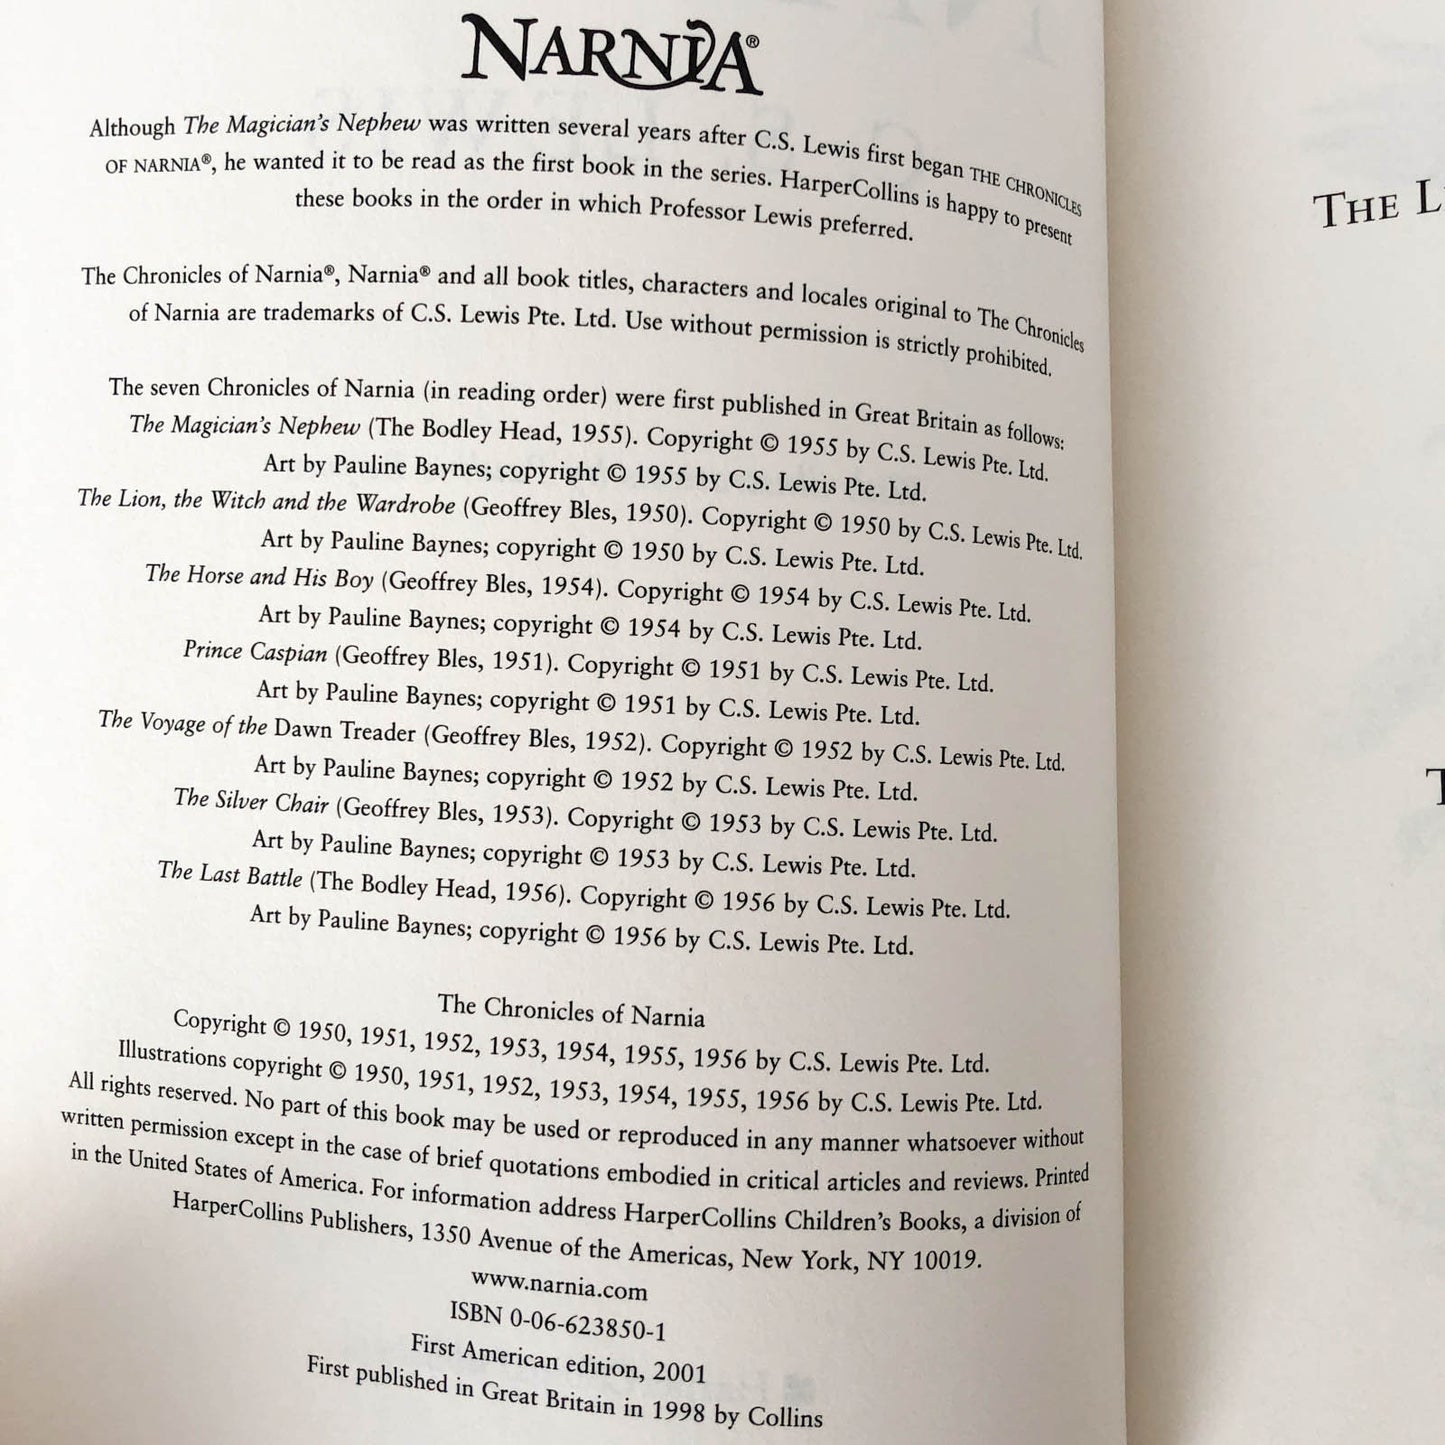 NARNIA®
Although The Magician's Nephew was written several years after C.S. Lewis first began THE CHRONICLES
OF NARNIA®, he wanted it to be read as the first book in the series. HarperCollins is happy to present
these books in the order in which Professor Lewis preferred.
The Chronicles of Narnia®, Narnia® and all book titles, characters and locales original to The Chronicles
of Narnia are trademarks of C.S. Lewis Pte. Ltd. Use without permission is strictly prohibited.
The seven Chronicles of Narnia (in reading order) were first published in Great Britain as follows:
The Magician's Nephew (The Bodley Head, 1955). Copyright © 1955 by C.S. Lewis Pte. Ltd.
Art by Pauline Baynes; copyright © 1955 by C.S. Lewis Pte. Ltd.
The Lion, the Witch and the Wardrobe (Geoffrey Bles, 1950). Copyright © 1950 by C.S. Lewis Pte. Ltd.
Art by Pauline Baynes; copyright © 1950 by C.S. Lewis Pte. Ltd.
The Horse and His Boy (Geoffrey Bles, 1954). Copyright © 1954 by C.S. Lewis Pte. Ltd.
Art by Pauline Baynes; copyright © 1954 by C.S. Lewis Pte. Ltd.
Prince Caspian (Geoffrey Bles, 1951). Copyright © 1951 by C.S. Lewis Pte. Ltd.
Art by Pauline Baynes; copyright © 1951 by C.S. Lewis Pte. Ltd.
The Voyage of the Dawn Treader (Geoffrey Bles, 1952). Copyright © 1952 by C.S. Lewis Pte. Ltd.
Art by Pauline Baynes; copyright © 1952 by C.S. Lewis Pte. Ltd.
The Silver Chair (Geoffrey Bles, 1953). Copyright © 1953 by C.S. Lewis Pte. Ltd.
Art by Pauline Baynes; copyright © 1953 by C.S. Lewis Pte. Ltd.
The Last Battle (The Bodley Head, 1956). Copyright © 1956 by C.S. Lewis Pte. Ltd.
Art by Pauline Baynes; copyright © 1956 by C.S. Lewis Pte. Ltd.
The Chronicles of Narnia
Copyright © 1950, 1951, 1952, 1953, 1954, 1955, 1956 by C.S. Lewis Pte. Ltd.
Illustrations copyright © 1950, 1951, 1952, 1953, 1954, 1955, 1956 by C.S. Lewis Pte. Ltd.
All rights reserved. No part of this book may be used or reproduced in any manner whatsoever without
written permission except in the case of brief quotations embodied in critical articles and reviews. Printed
in the United States of America. For information address HarperCollins Children's Books, a division of
HarperCollins Publishers, 1350 Avenue of the Americas, New York, NY 10019.
www.narnia.com
ISBN 0-06-623850-1
First American edition, 2001
First published in Great Britain in 1998 by Collins
THE L
T